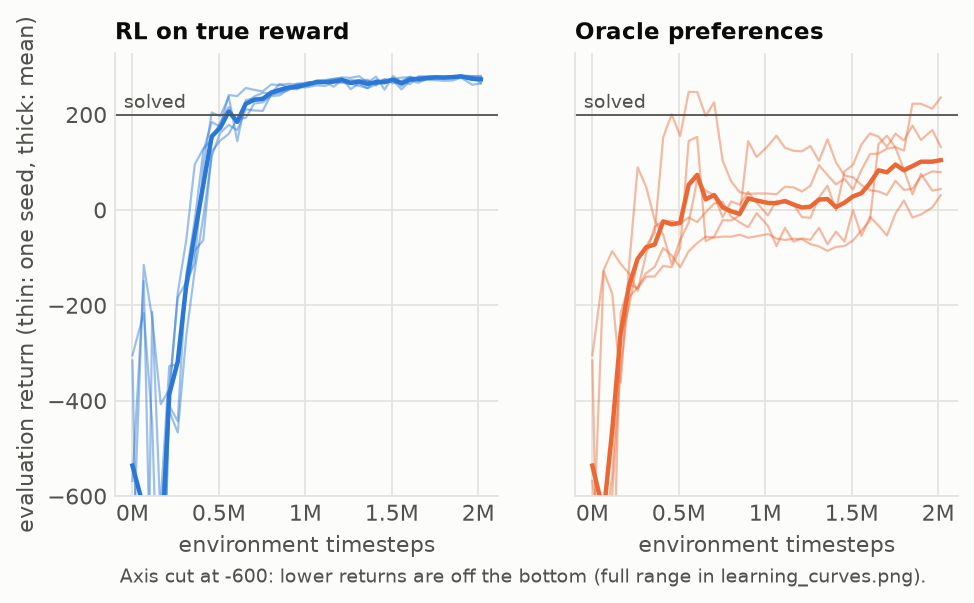 RL on true reward
Oracle preferences
evaluation return (thin: one seed, thick: mean)
solved
solved
200
0
−200
−400
−600
0M 0.5M 1M 1.5M 2M
0M 0.5M 1M 1.5M 2M
environment timesteps
environment timesteps
Axis cut at -600: lower returns are off the bottom (full range in learning_curves.png).